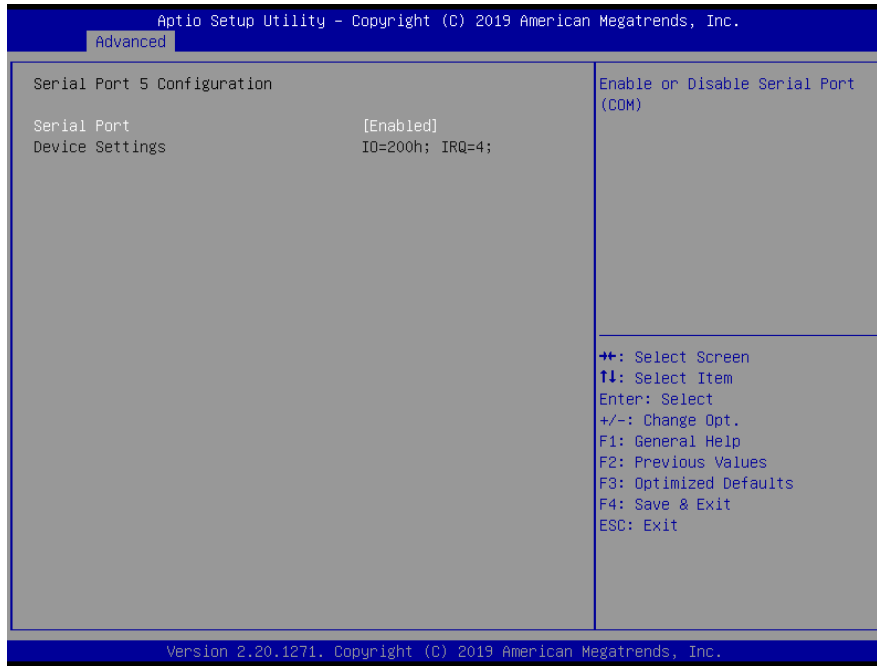 Aptio Setup Utility – Copyright (C) 2019 American Megatrends, Inc.
Advanced
Serial Port 5 Configuration
Serial Port [Enabled]
Device Settings IO=200h; IRQ=4;
Enable or Disable Serial Port
(COM)
→←: Select Screen
↑↓: Select Item
Enter: Select
+/-: Change Opt.
F1: General Help
F2: Previous Values
F3: Optimized Defaults
F4: Save & Exit
ESC: Exit
Version 2.20.1271. Copyright (C) 2019 American Megatrends, Inc.